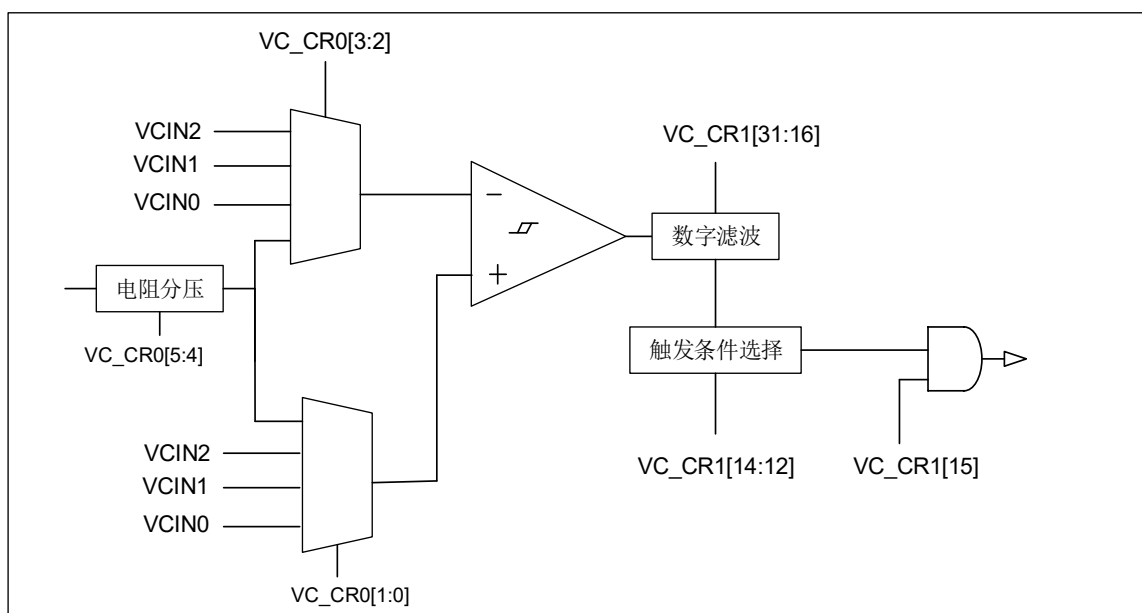 VC_CR0[3:2]
VCIN2
VCIN1
VCIN0
VC_CR1[31:16]
−
数字滤波
+
电阻分压
VC_CR0[5:4]
触发条件选择
VCIN2
VCIN1
VCIN0
VC_CR1[14:12]
VC_CR1[15]
VC_CR0[1:0]